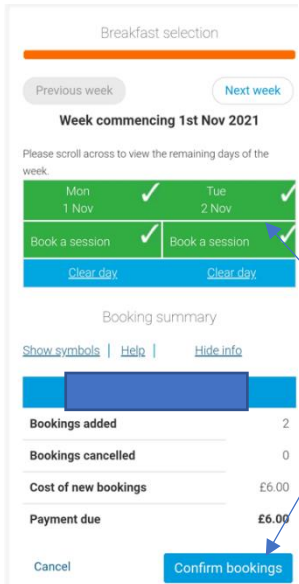 Breakfast selection
Previous week Next week
Week commencing 1st Nov 2021
Please scroll across to view the remaining days of the
week.
Mon Tue
1 Nov 2 Nov
Book a session Book a session
Clear day Clear day
Booking summary
Show symbols | Help | Hide info
Bookings added 2
Bookings cancelled 0
Cost of new bookings £6.00
Payment due £6.00
Cancel Confirm bookings